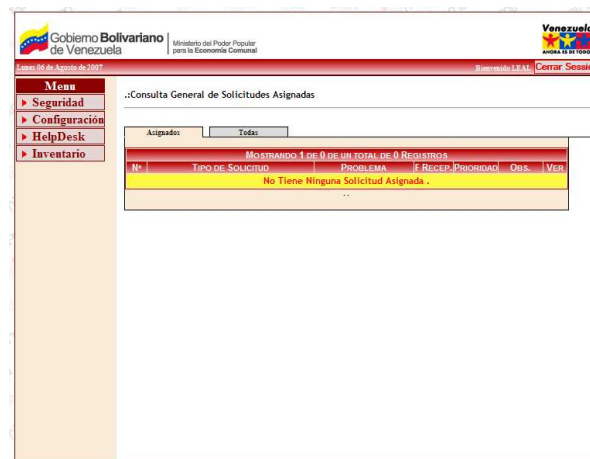 Gobierno Bolivariano
de Venezuela
Ministerio del Poder Popular
para la Economía Comunal
Venezuela
AHORA ES DE TODOS
Lunes 06 de Agosto de 2007
Bienvenido LEAL
Cerrar Sessio
Menu
Seguridad
Configuración
HelpDesk
Inventario
.:Consulta General de Solicitudes Asignadas
Asignados
Todas
MOSTRANDO 1 DE 0 DE UN TOTAL DE 0 REGISTROS
Nº TIPO DE SOLICITUD PROBLEMA F RECEP. PRIORIDAD OBS. VER
No Tiene Ninguna Solicitud Asignada .
..